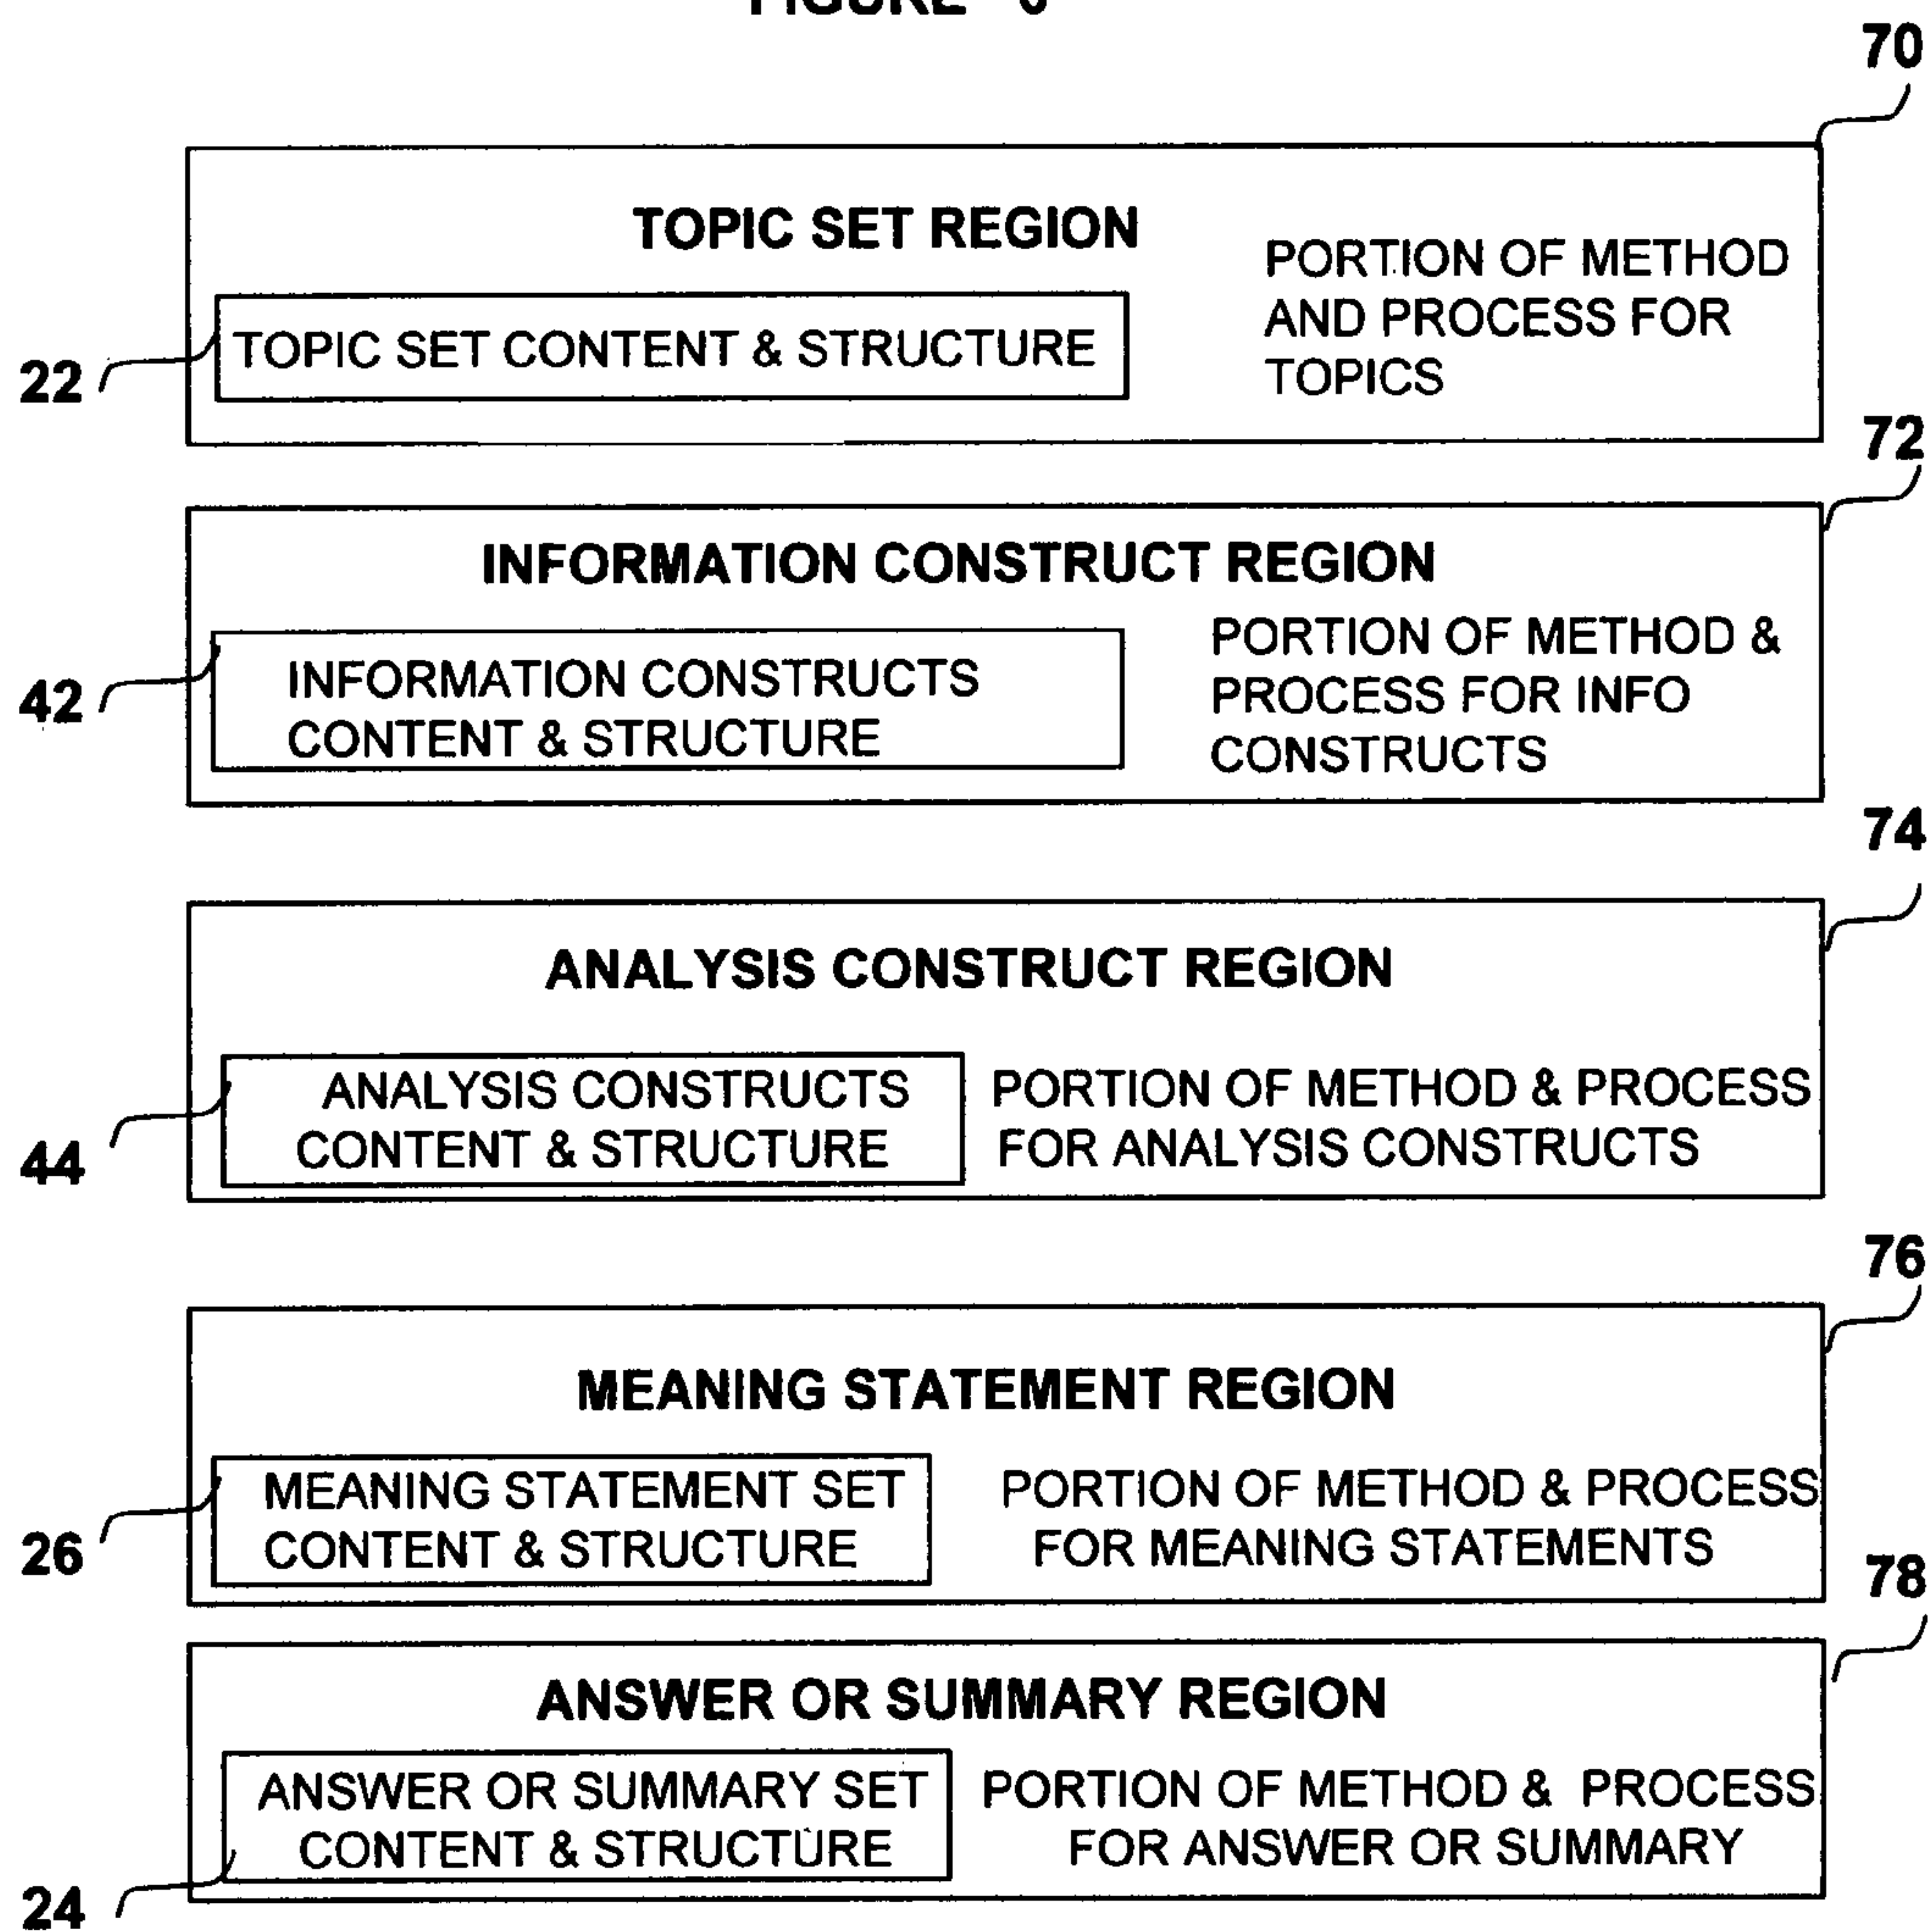 70
TOPIC SET REGION
PORTION OF METHOD
AND PROCESS FOR
TOPICS
TOPIC SET CONTENT & STRUCTURE
22
72
INFORMATION CONSTRUCT REGION
INFORMATION CONSTRUCTS
CONTENT & STRUCTURE
PORTION OF METHOD &
PROCESS FOR INFO
CONSTRUCTS
42
74
ANALYSIS CONSTRUCT REGION
ANALYSIS CONSTRUCTS
CONTENT & STRUCTURE
PORTION OF METHOD & PROCESS
FOR ANALYSIS CONSTRUCTS
44
76
MEANING STATEMENT REGION
MEANING STATEMENT SET
CONTENT & STRUCTURE
PORTION OF METHOD & PROCESS
FOR MEANING STATEMENTS
26
78
ANSWER OR SUMMARY REGION
ANSWER OR SUMMARY SET
CONTENT & STRUCTURE
PORTION OF METHOD & PROCESS
FOR ANSWER OR SUMMARY
24